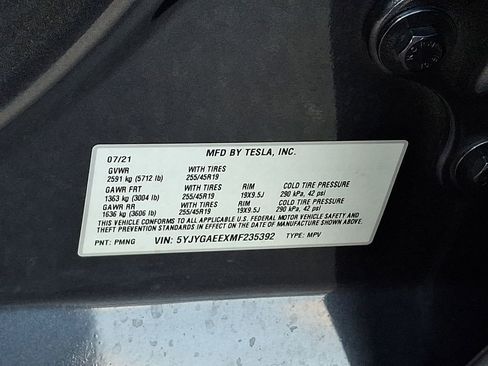 07/21 MFD BY TESLA, INC.
GVWR WITH TIRES
2591 kg (5712 lb) 255/45R19
GAWR FRT WITH TIRES RIM COLD TIRE PRESSURE
1363 kg (3004 lb) 255/45R19 19X9.5J 290 kPa, 42 psi
GAWR RR WITH TIRES RIM COLD TIRE PRESSURE
1636 kg (3606 lb) 255/45R19 19X9.5J 290 kPa, 42 psi
THIS VEHICLE CONFORMS TO ALL APPLICABLE U.S. FEDERAL MOTOR VEHICLE SAFETY AND
THEFT PREVENTION STANDARDS IN EFFECT ON THE DATE OF MANUFACTURE SHOWN ABOVE.
PNT: PMNG VIN: 5YJYGAEEXMF235392 TYPE: MPV